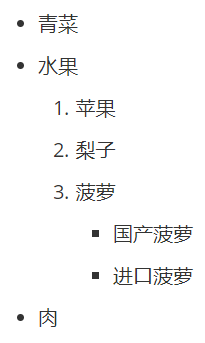 • 青菜
• 水果
1. 苹果
2. 梨子
3. 菠萝
▪ 国产菠萝
▪ 进口菠萝
• 肉